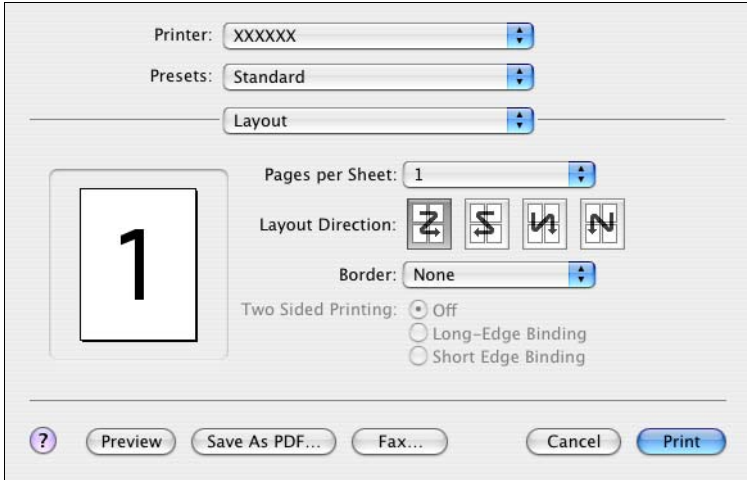 Printer: XXXXXX
Presets: Standard
Layout
Pages per Sheet: 1
1
Layout Direction:
Border: None
Two Sided Printing: Off
Long-Edge Binding
Short Edge Binding
? Preview Save As PDF... Fax... Cancel Print